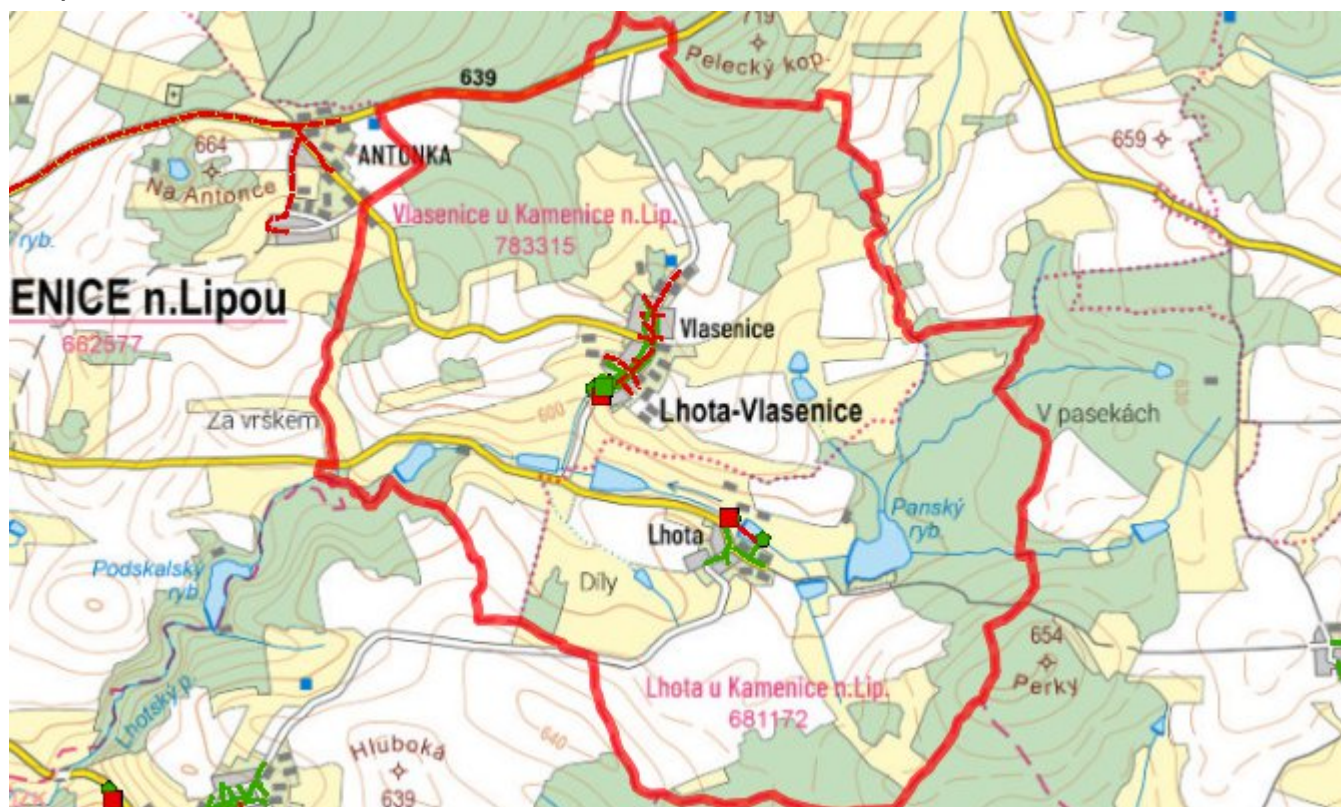 719
Pelecký kop.
639
659
664
ANTONKA
Na Antonce
Vlasenice u Kamenice n.Lip.
783315
ryb.
ENICE n.Lipou
662577
Vlasenice
Lhota-Vlasenice
600
Za vrškem
V pasekách
630
Panský
ryb.
Lhota
Podskalský
ryb.
Díly
654
Perky
Lhota u Kamenice n.Lip.
681172
Lhotský p.
640
Hluboká
639